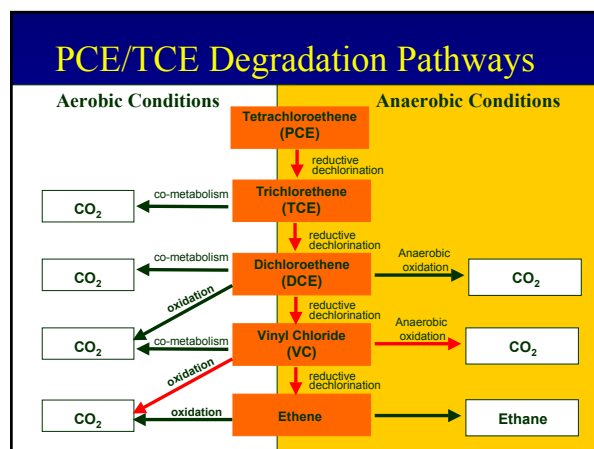 PCE/TCE Degradation Pathways
Aerobic Conditions
Anaerobic Conditions
Tetrachloroethene
(PCE)
reductive
dechlorination
CO₂
co-metabolism
Trichlorethene
(TCE)
reductive
dechlorination
CO₂
co-metabolism
oxidation
Dichloroethene
(DCE)
Anaerobic
oxidation
CO₂
reductive
dechlorination
CO₂
co-metabolism
oxidation
Vinyl Chloride
(VC)
Anaerobic
oxidation
CO₂
reductive
dechlorination
CO₂
oxidation
Ethene
Ethane